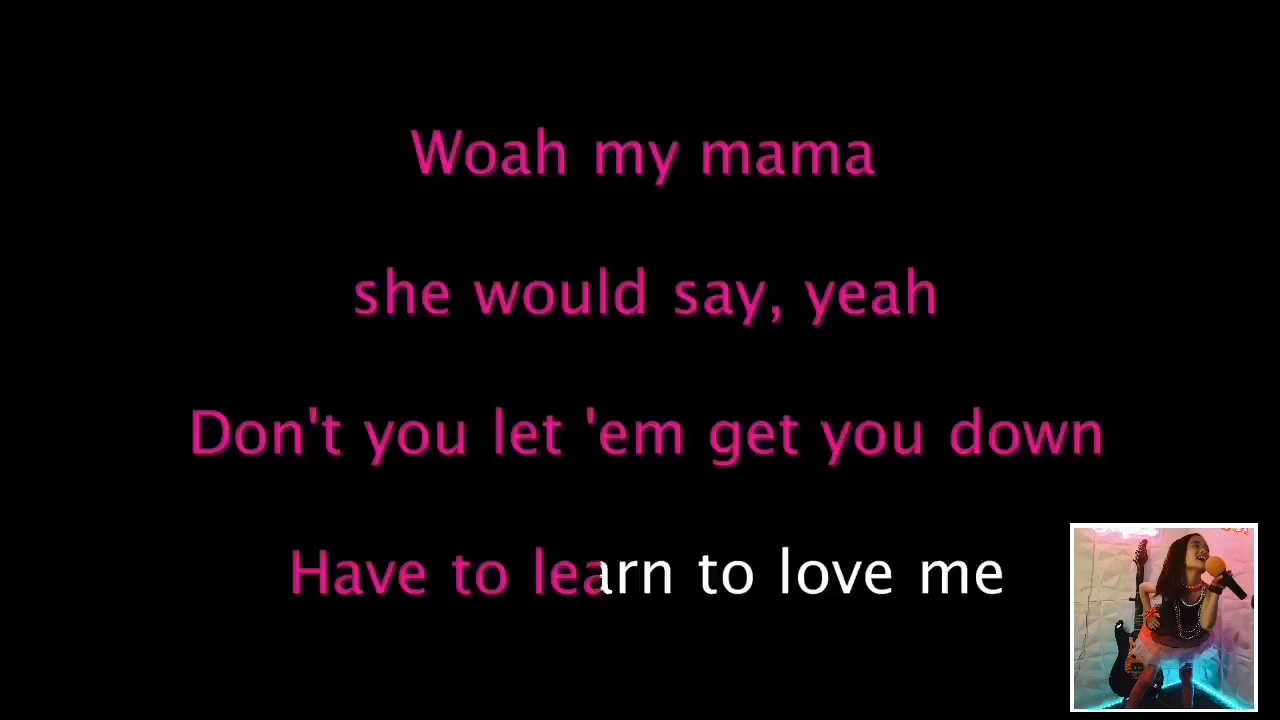 Woah my mama
she would say, yeah
Don't you let 'em get you down
Have to learn to love me